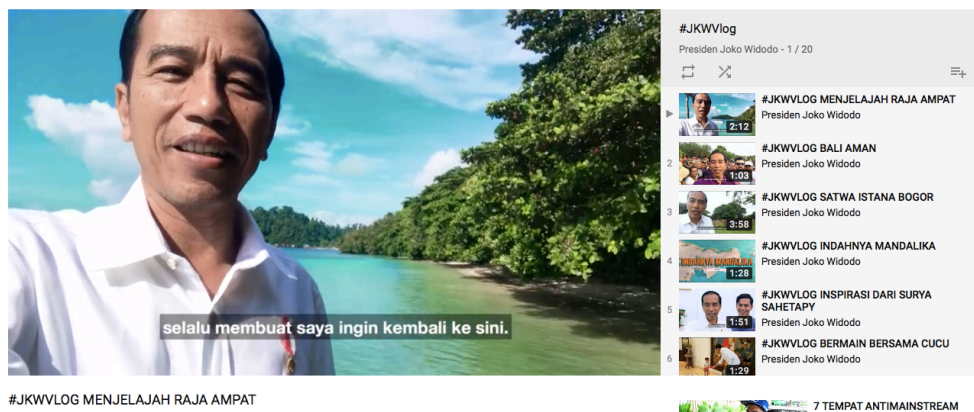 selalu membuat saya ingin kembali ke sini.
#JKWVLOG MENJELAJAH RAJA AMPAT
#JKWVlog
Presiden Joko Widodo - 1 / 20
#JKWVLOG MENJELAJAH RAJA AMPAT
Presiden Joko Widodo
2:12
2
#JKWVLOG BALI AMAN
Presiden Joko Widodo
1:03
3
#JKWVLOG SATWA ISTANA BOGOR
Presiden Joko Widodo
3:58
4
#JKWVLOG INDAHNYA MANDALIKA
Presiden Joko Widodo
INDAHNYA MANDALIKA
1:28
5
#JKWVLOG INSPIRASI DARI SURYA
SAHETAPY
Presiden Joko Widodo
1:51
6
#JKWVLOG BERMAIN BERSAMA CUCU
Presiden Joko Widodo
1:29
7 TEMPAT ANTIMAINSTREAM